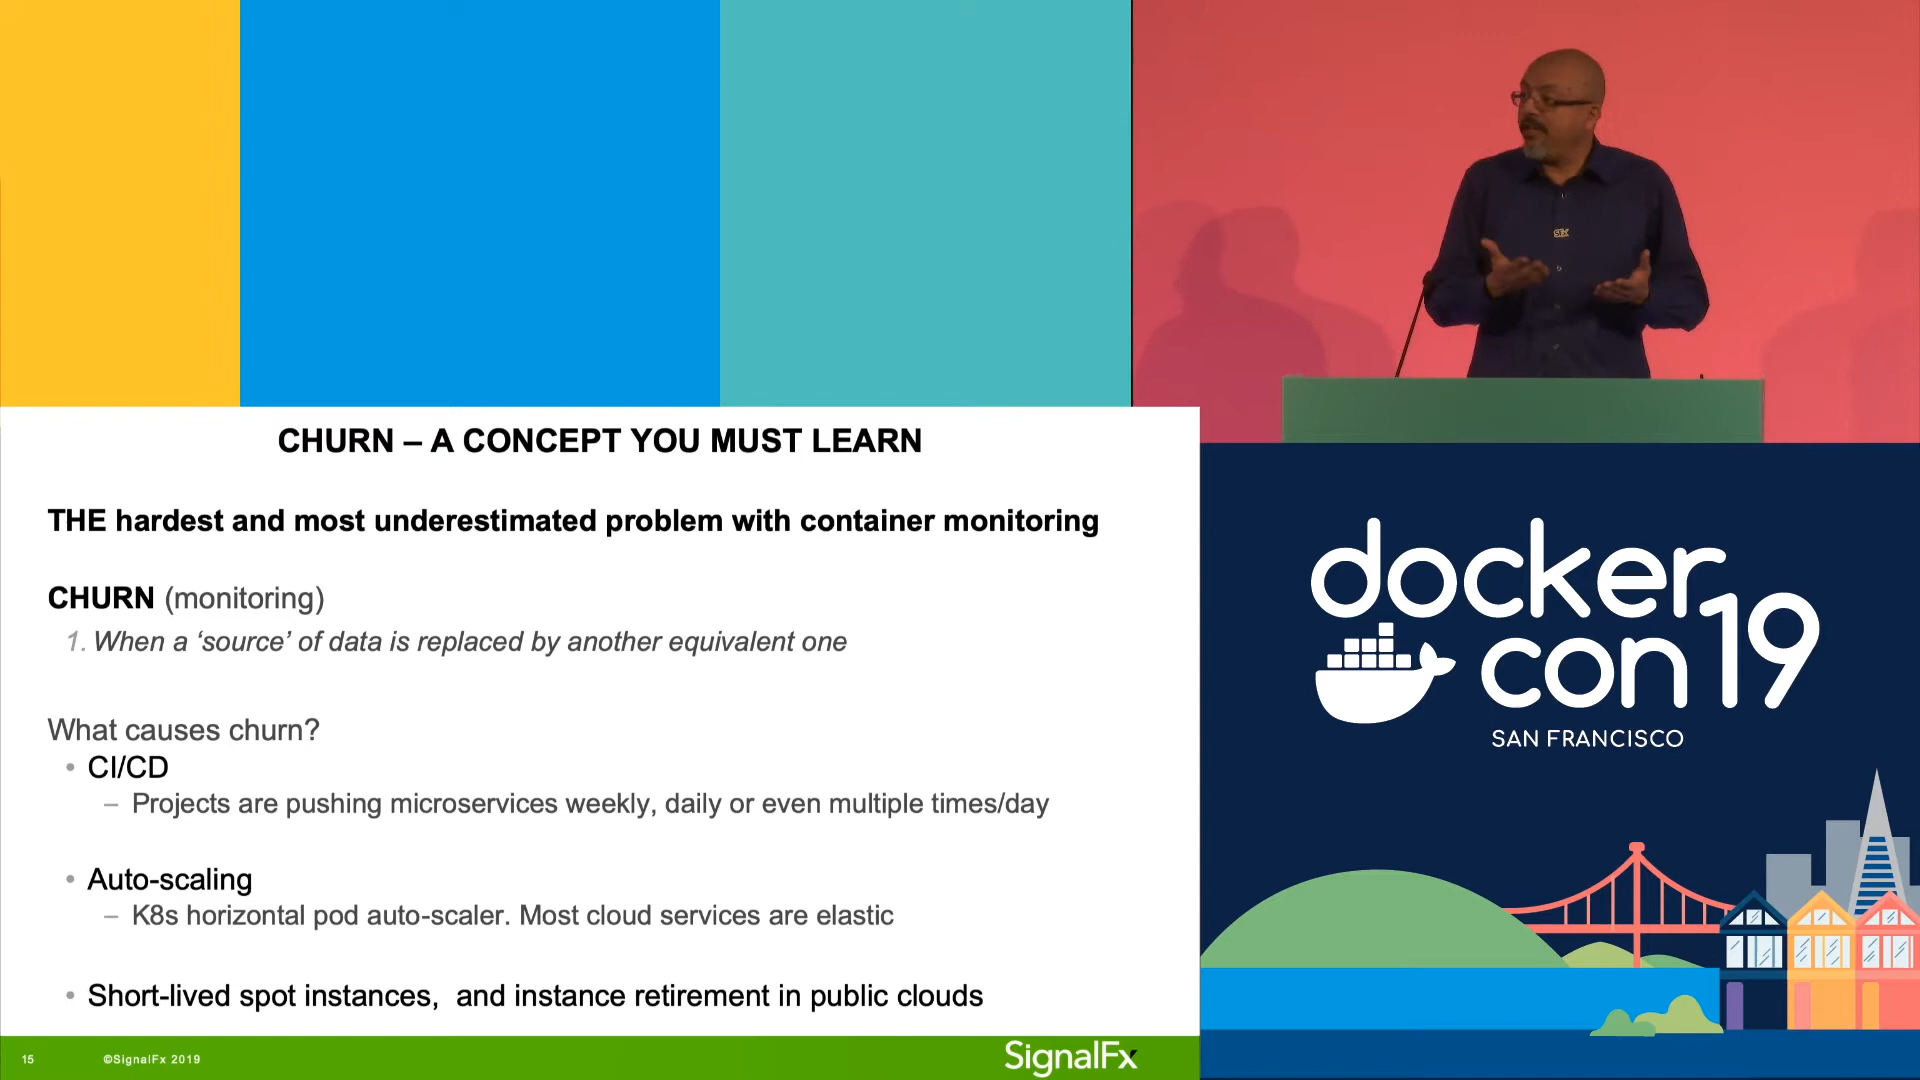 CHURN – A CONCEPT YOU MUST LEARN
THE hardest and most underestimated problem with container monitoring
CHURN (monitoring)
1. When a ‘source’ of data is replaced by another equivalent one
What causes churn?
• CI/CD
– Projects are pushing microservices weekly, daily or even multiple times/day
• Auto-scaling
– K8s horizontal pod auto-scaler. Most cloud services are elastic
• Short-lived spot instances,  and instance retirement in public clouds
15 ©SignalFx 2019 SignalFx
docker
con19
SAN FRANCISCO